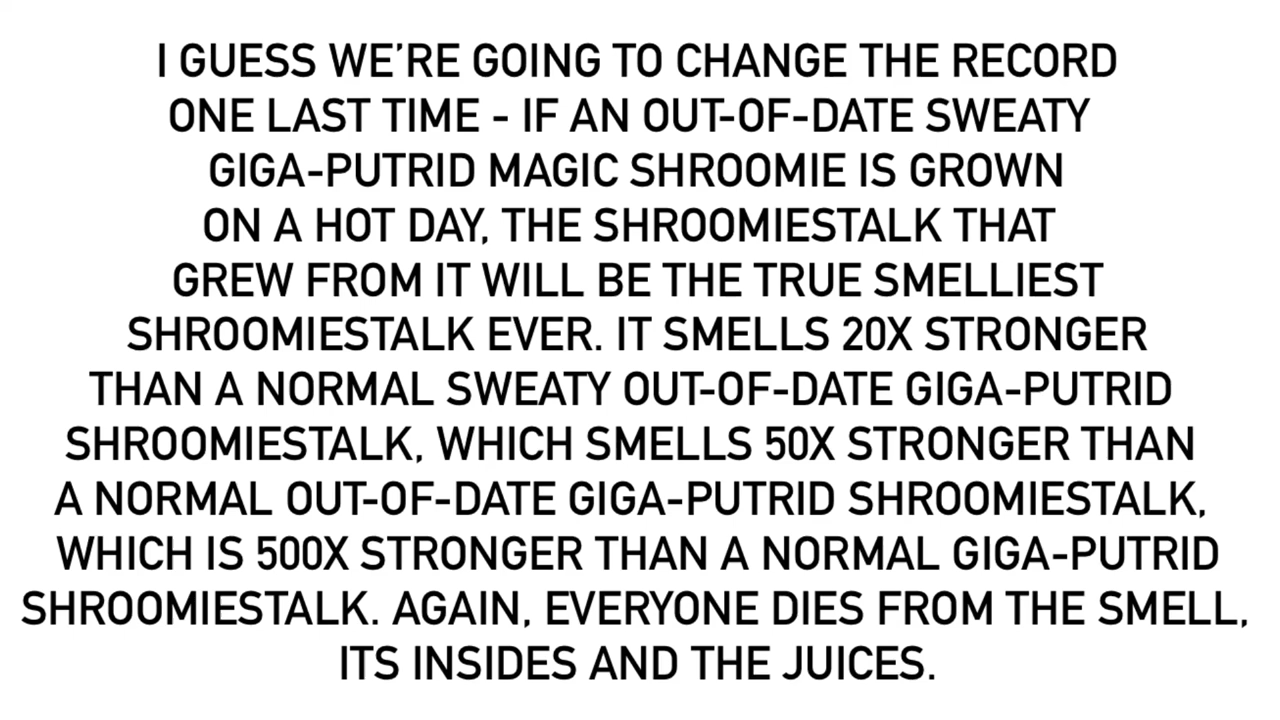 I GUESS WE’RE GOING TO CHANGE THE RECORD
ONE LAST TIME - IF AN OUT-OF-DATE SWEATY
GIGA-PUTRID MAGIC SHROOMIE IS GROWN
ON A HOT DAY, THE SHROOMIESTALK THAT
GREW FROM IT WILL BE THE TRUE SMELLIEST
SHROOMIESTALK EVER. IT SMELLS 20X STRONGER
THAN A NORMAL SWEATY OUT-OF-DATE GIGA-PUTRID
SHROOMIESTALK, WHICH SMELLS 50X STRONGER THAN
A NORMAL OUT-OF-DATE GIGA-PUTRID SHROOMIESTALK,
WHICH IS 500X STRONGER THAN A NORMAL GIGA-PUTRID
SHROOMIESTALK. AGAIN, EVERYONE DIES FROM THE SMELL,
ITS INSIDES AND THE JUICES.